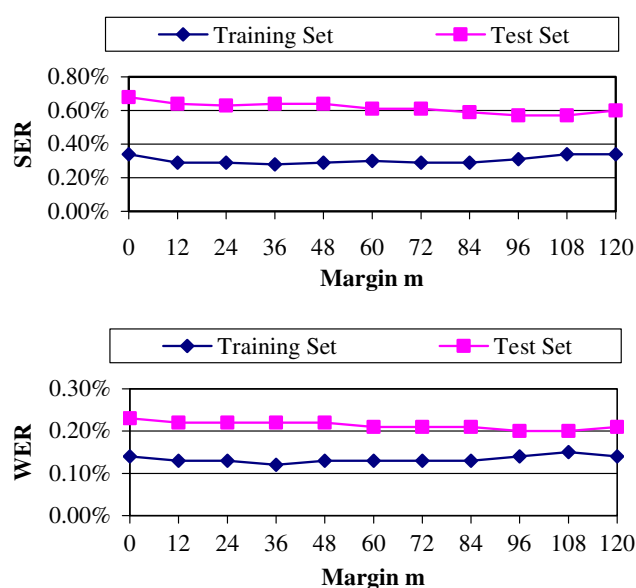 Training Set Test Set
0.80%
0.60%
0.40%
0.20%
0.00%
SER
0 12 24 36 48 60 72 84 96 108 120
Margin m
Training Set Test Set
0.30%
0.20%
0.10%
0.00%
WER
0 12 24 36 48 60 72 84 96 108 120
Margin m